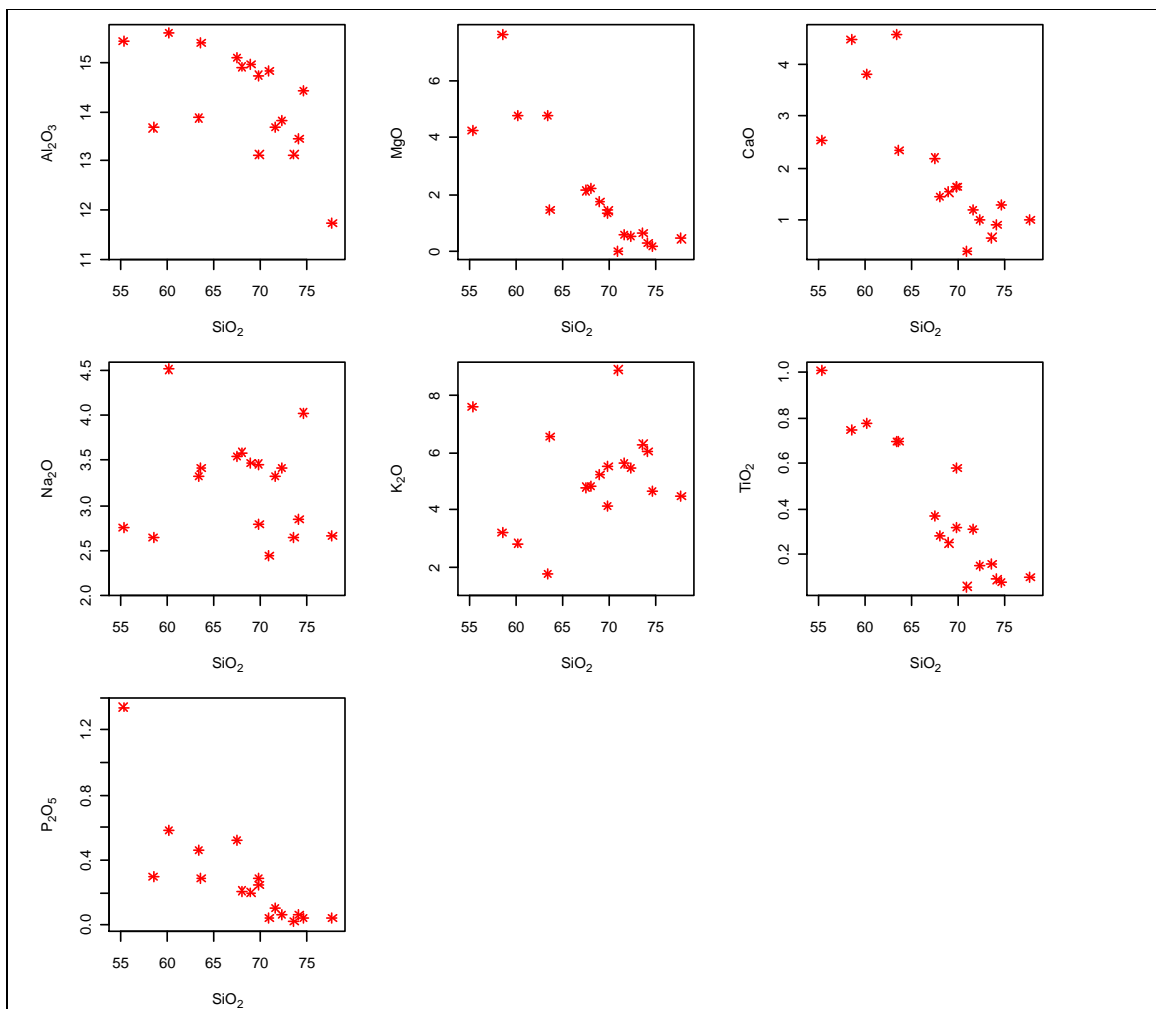 Al₂O₃
11 12 13 14 15
55 60 65 70 75
SiO₂
MgO
0 2 4 6
55 60 65 70 75
SiO₂
CaO
1 2 3 4
55 60 65 70 75
SiO₂
Na₂O
2.0 2.5 3.0 3.5 4.0 4.5
55 60 65 70 75
SiO₂
K₂O
2 4 6 8
55 60 65 70 75
SiO₂
TiO₂
0.2 0.4 0.6 0.8 1.0
55 60 65 70 75
SiO₂
P₂O₅
0.0 0.4 0.8 1.2
55 60 65 70 75
SiO₂